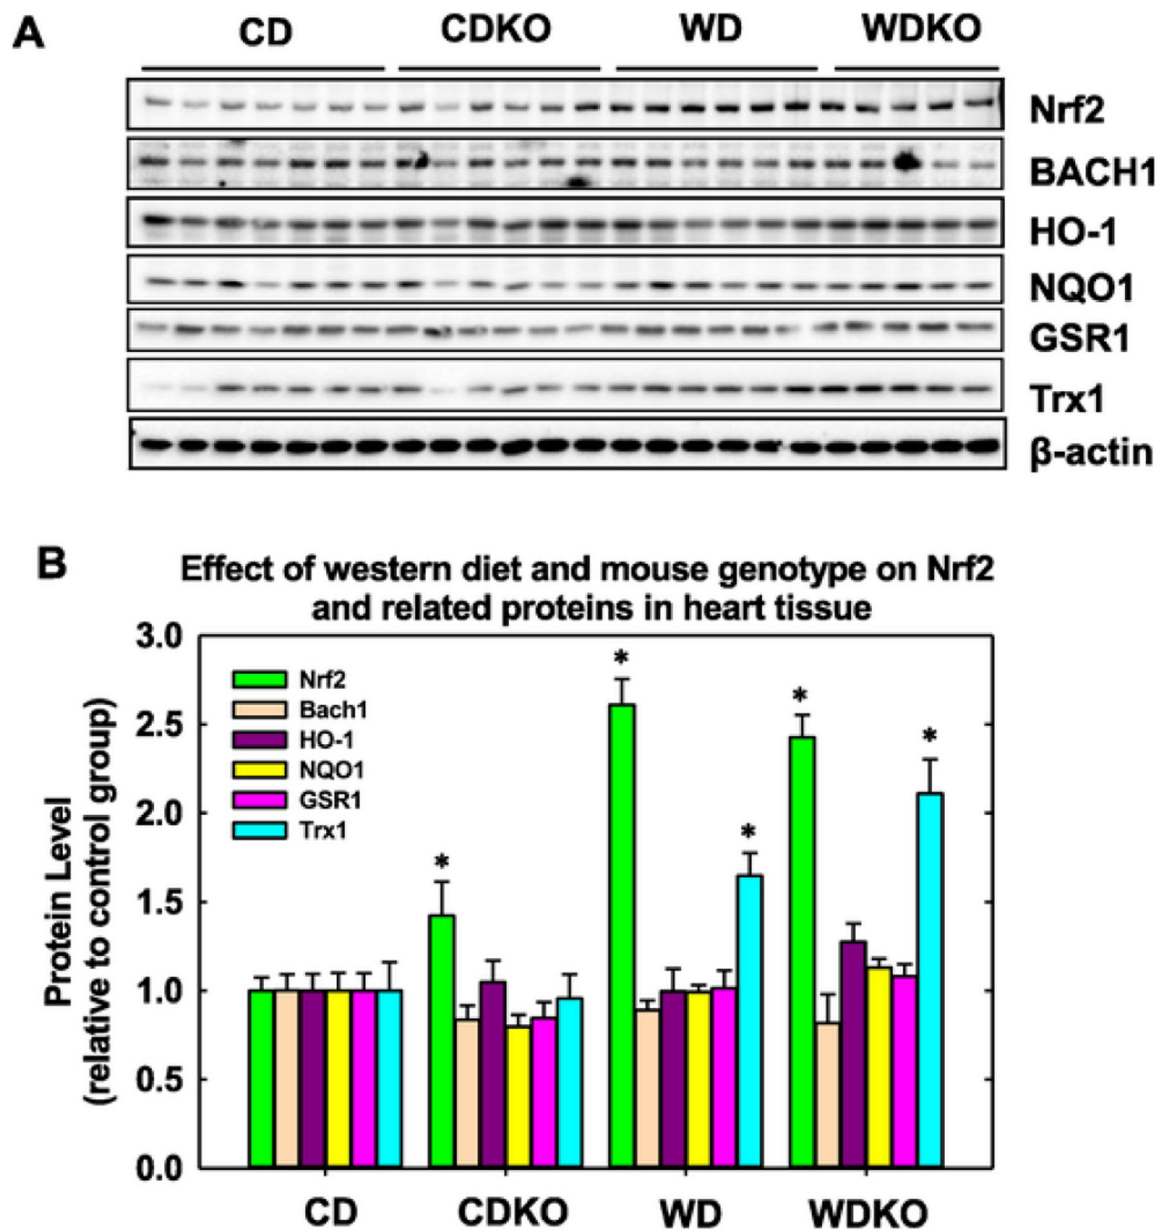 A
CD CDKO WD WDKO
Nrf2
BACH1
HO-1
NQO1
GSR1
Trx1
β-actin
B
Effect of western diet and mouse genotype on Nrf2
and related proteins in heart tissue
Protein Level
(relative to control group)
3.0
2.5
2.0
1.5
1.0
0.5
0.0
Nrf2
Bach1
HO-1
NQO1
GSR1
Trx1
*
*
*
*
*
CD CDKO WD WDKO